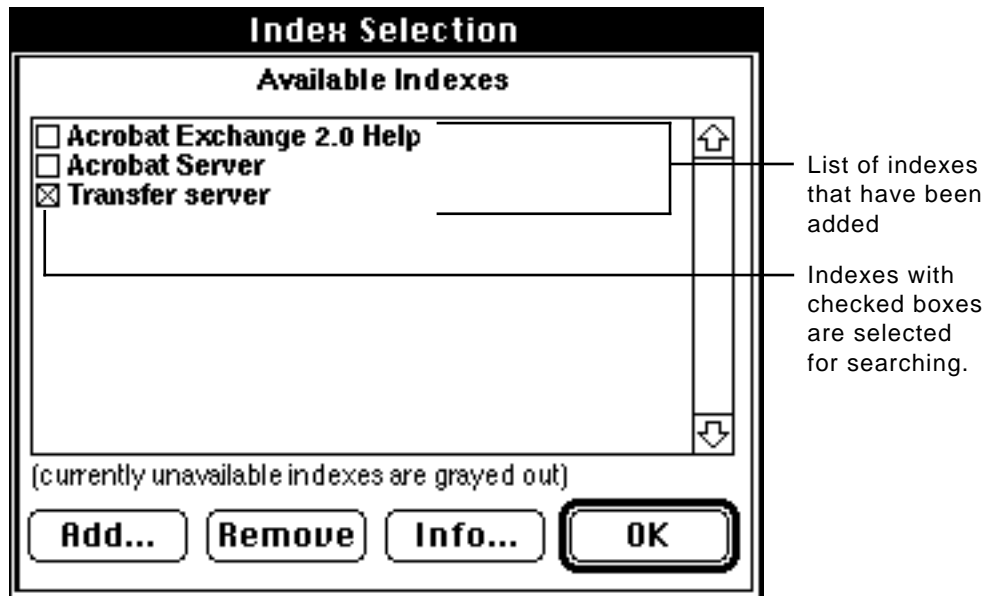 Index Selection
Available Indexes
Acrobat Exchange 2.0 Help
Acrobat Server
Transfer server
List of indexes
that have been
added
Indexes with
checked boxes
are selected
for searching.
(currently unavailable indexes are grayed out)
Add...
Remove
Info...
OK